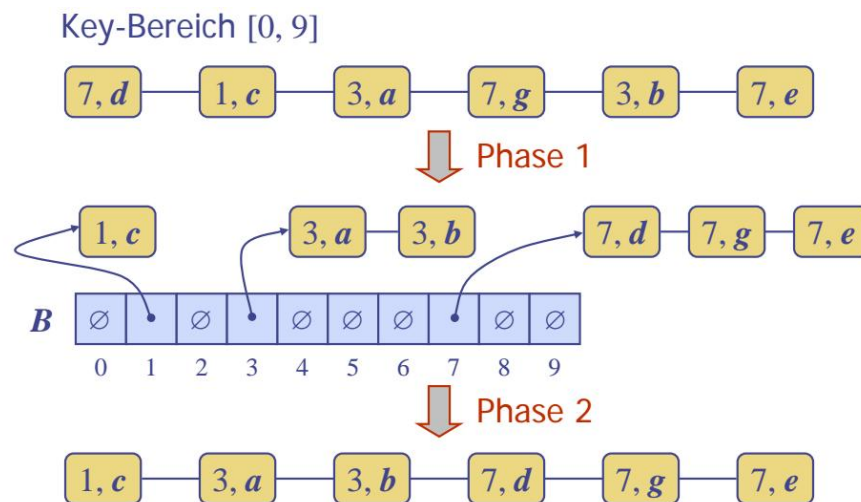 Key-Bereich [0, 9]
7, d 1, c 3, a 7, g 3, b 7, e
Phase 1
1, c 3, a 3, b 7, d 7, g 7, e
B ∅ ∅ ∅ ∅ ∅ ∅ ∅
0 1 2 3 4 5 6 7 8 9
Phase 2
1, c 3, a 3, b 7, d 7, g 7, e